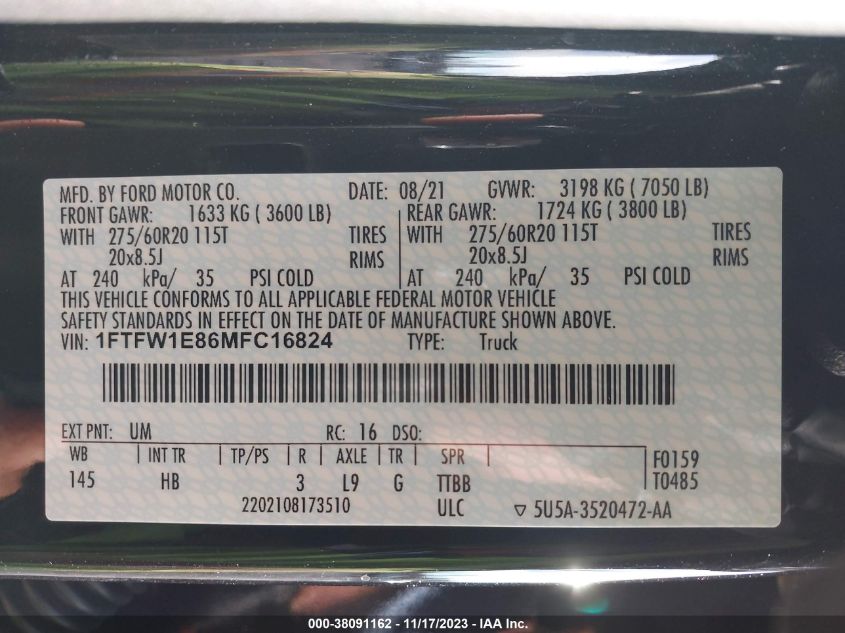 MFD. BY FORD MOTOR CO. DATE: 08/21 GVWR: 3198 KG ( 7050 LB)
FRONT GAWR: 1633 KG ( 3600 LB) REAR GAWR: 1724 KG ( 3800 LB)
WITH 275/60R20 115T TIRES WITH 275/60R20 115T TIRES
20x8.5J RIMS 20x8.5J RIMS
AT 240 kPa/ 35 PSI COLD AT 240 kPa/ 35 PSI COLD
THIS VEHICLE CONFORMS TO ALL APPLICABLE FEDERAL MOTOR VEHICLE
SAFETY STANDARDS IN EFFECT ON THE DATE OF MANUFACTURE SHOWN ABOVE.
VIN: 1FTFW1E86MFC16824 TYPE: Truck
EXT PNT: UM RC: 16 DSO:
WB INT TR TP/PS R AXLE TR SPR F0159
145 HB 3 L9 G TTBB T0485
2202108173510 ULC ▽ 5U5A-3520472-AA
000-38091162 - 11/17/2023 - IAA Inc.